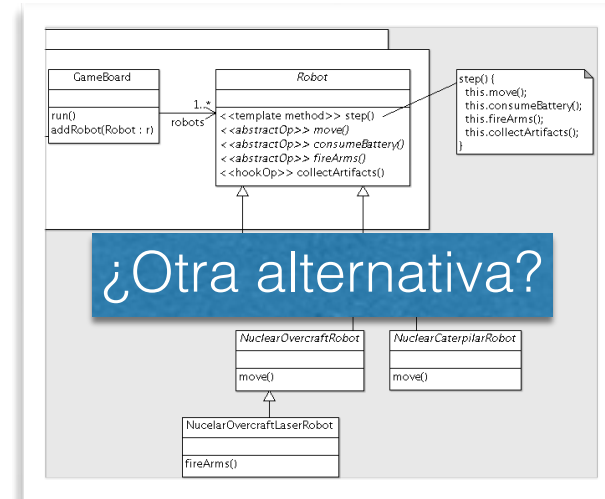 GameBoard
run()
addRobot(Robot : r)
1..*
robots
Robot
<<template method>> step()
<<abstractOp>> move()
<<abstractOp>> consumeBattery()
<<abstractOp>> fireArms()
<<hookOp>> collectArtifacts()
step() {
this.move();
this.consumeBattery();
this.fireArms();
this.collectArtifacts();
}
¿Otra alternativa?
NuclearOvercraftRobot
move()
NuclearCaterpilarRobot
move()
NucelarOvercraftLaserRobot
fireArms()